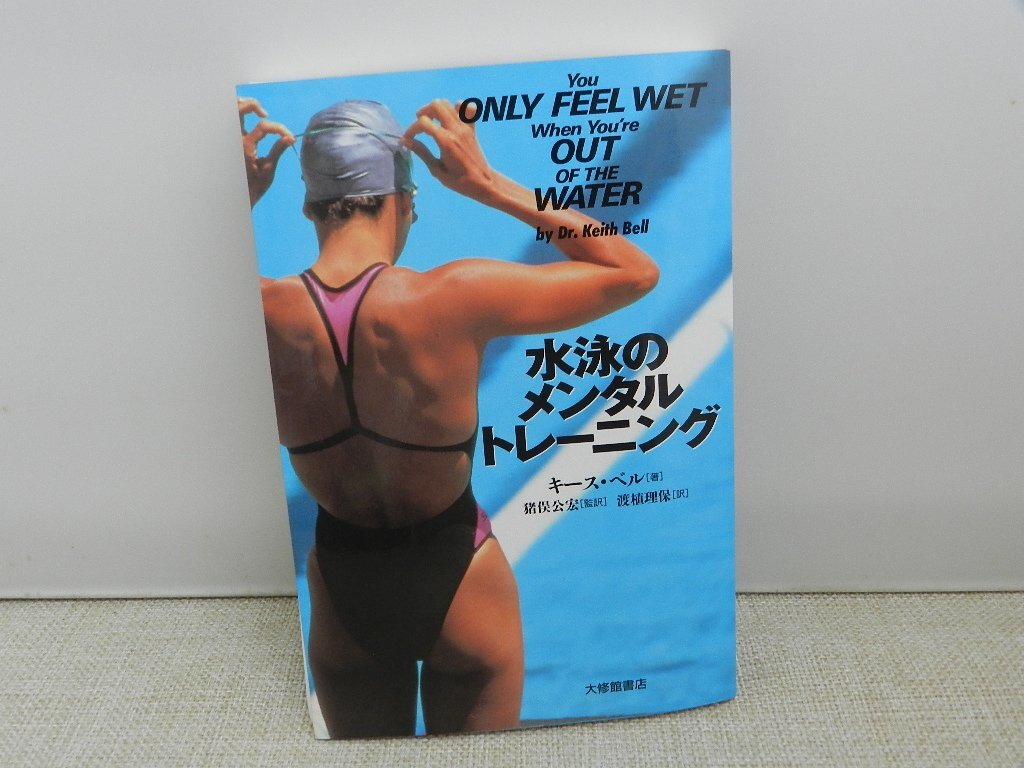 You
ONLY FEEL WET
When You're
OUT
OF THE
WATER
by Dr. Keith Bell
水泳の
メンタル
トレーニング
キース・ベル[著]
猪俣公宏[監訳] 渡植理保[訳]
大修館書店